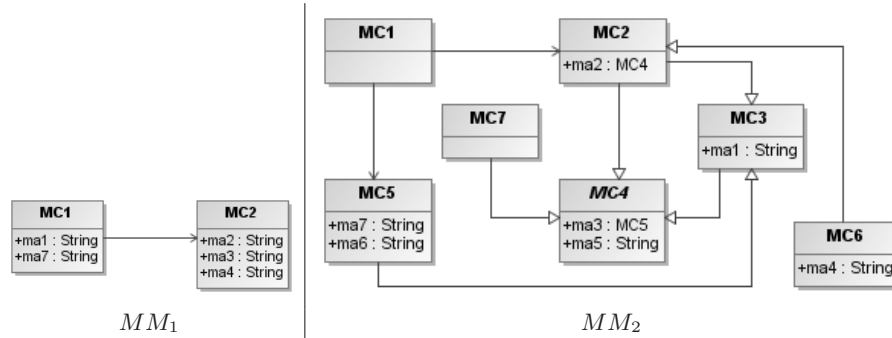 MC1
+ma1 : String
+ma7 : String
MC2
+ma2 : String
+ma3 : String
+ma4 : String
MM1
MC1
MC2
+ma2 : MC4
MC7
MC3
+ma1 : String
MC5
+ma7 : String
+ma6 : String
MC4
+ma3 : MC5
+ma5 : String
MC6
+ma4 : String
MM2